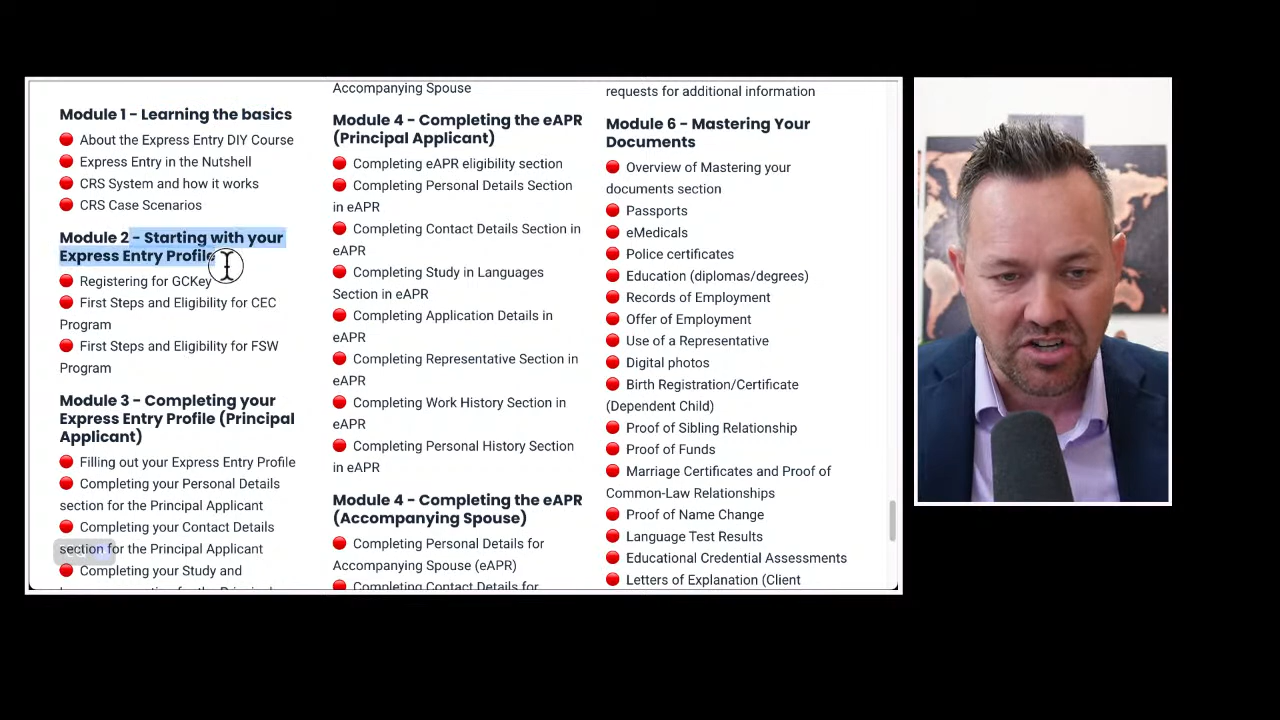 Module 1 - Learning the basics
About the Express Entry DIY Course
Express Entry in the Nutshell
CRS System and how it works
CRS Case Scenarios
Module 2 - Starting with your
Express Entry Profile
Registering for GCKey
First Steps and Eligibility for CEC
Program
First Steps and Eligibility for FSW
Program
Module 3 - Completing your
Express Entry Profile (Principal
Applicant)
Filling out your Express Entry Profile
Completing your Personal Details
section for the Principal Applicant
Completing your Contact Details
section for the Principal Applicant
Completing your Study and
Accompanying Spouse
Module 4 - Completing the eAPR
(Principal Applicant)
Completing eAPR eligibility section
Completing Personal Details Section
in eAPR
Completing Contact Details Section in
eAPR
Completing Study in Languages
Section in eAPR
Completing Application Details in
eAPR
Completing Representative Section in
eAPR
Completing Work History Section in
eAPR
Completing Personal History Section
in eAPR
Module 4 - Completing the eAPR
(Accompanying Spouse)
Completing Personal Details for
Accompanying Spouse (eAPR)
Completing Contact Details for
requests for additional information
Module 6 - Mastering Your
Documents
Overview of Mastering your
documents section
Passports
eMedicals
Police certificates
Education (diplomas/degrees)
Records of Employment
Offer of Employment
Use of a Representative
Digital photos
Birth Registration/Certificate
(Dependent Child)
Proof of Sibling Relationship
Proof of Funds
Marriage Certificates and Proof of
Common-Law Relationships
Proof of Name Change
Language Test Results
Educational Credential Assessments
Letters of Explanation (Client